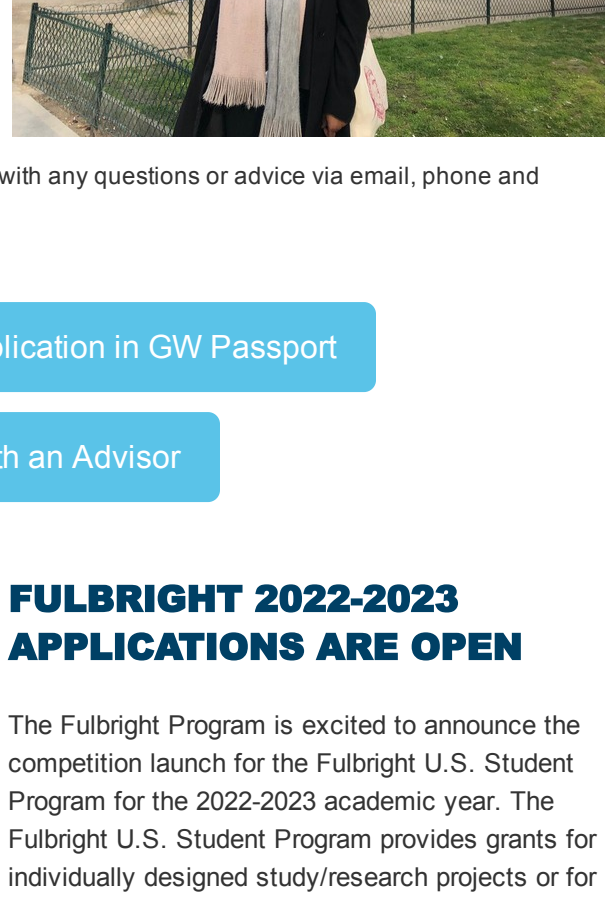 with any questions or advice via email, phone and
plication in GW Passport
th an Advisor
FULBRIGHT 2022-2023
APPLICATIONS ARE OPEN
The Fulbright Program is excited to announce the
competition launch for the Fulbright U.S. Student
Program for the 2022-2023 academic year. The
Fulbright U.S. Student Program provides grants for
individually designed study/research projects or for